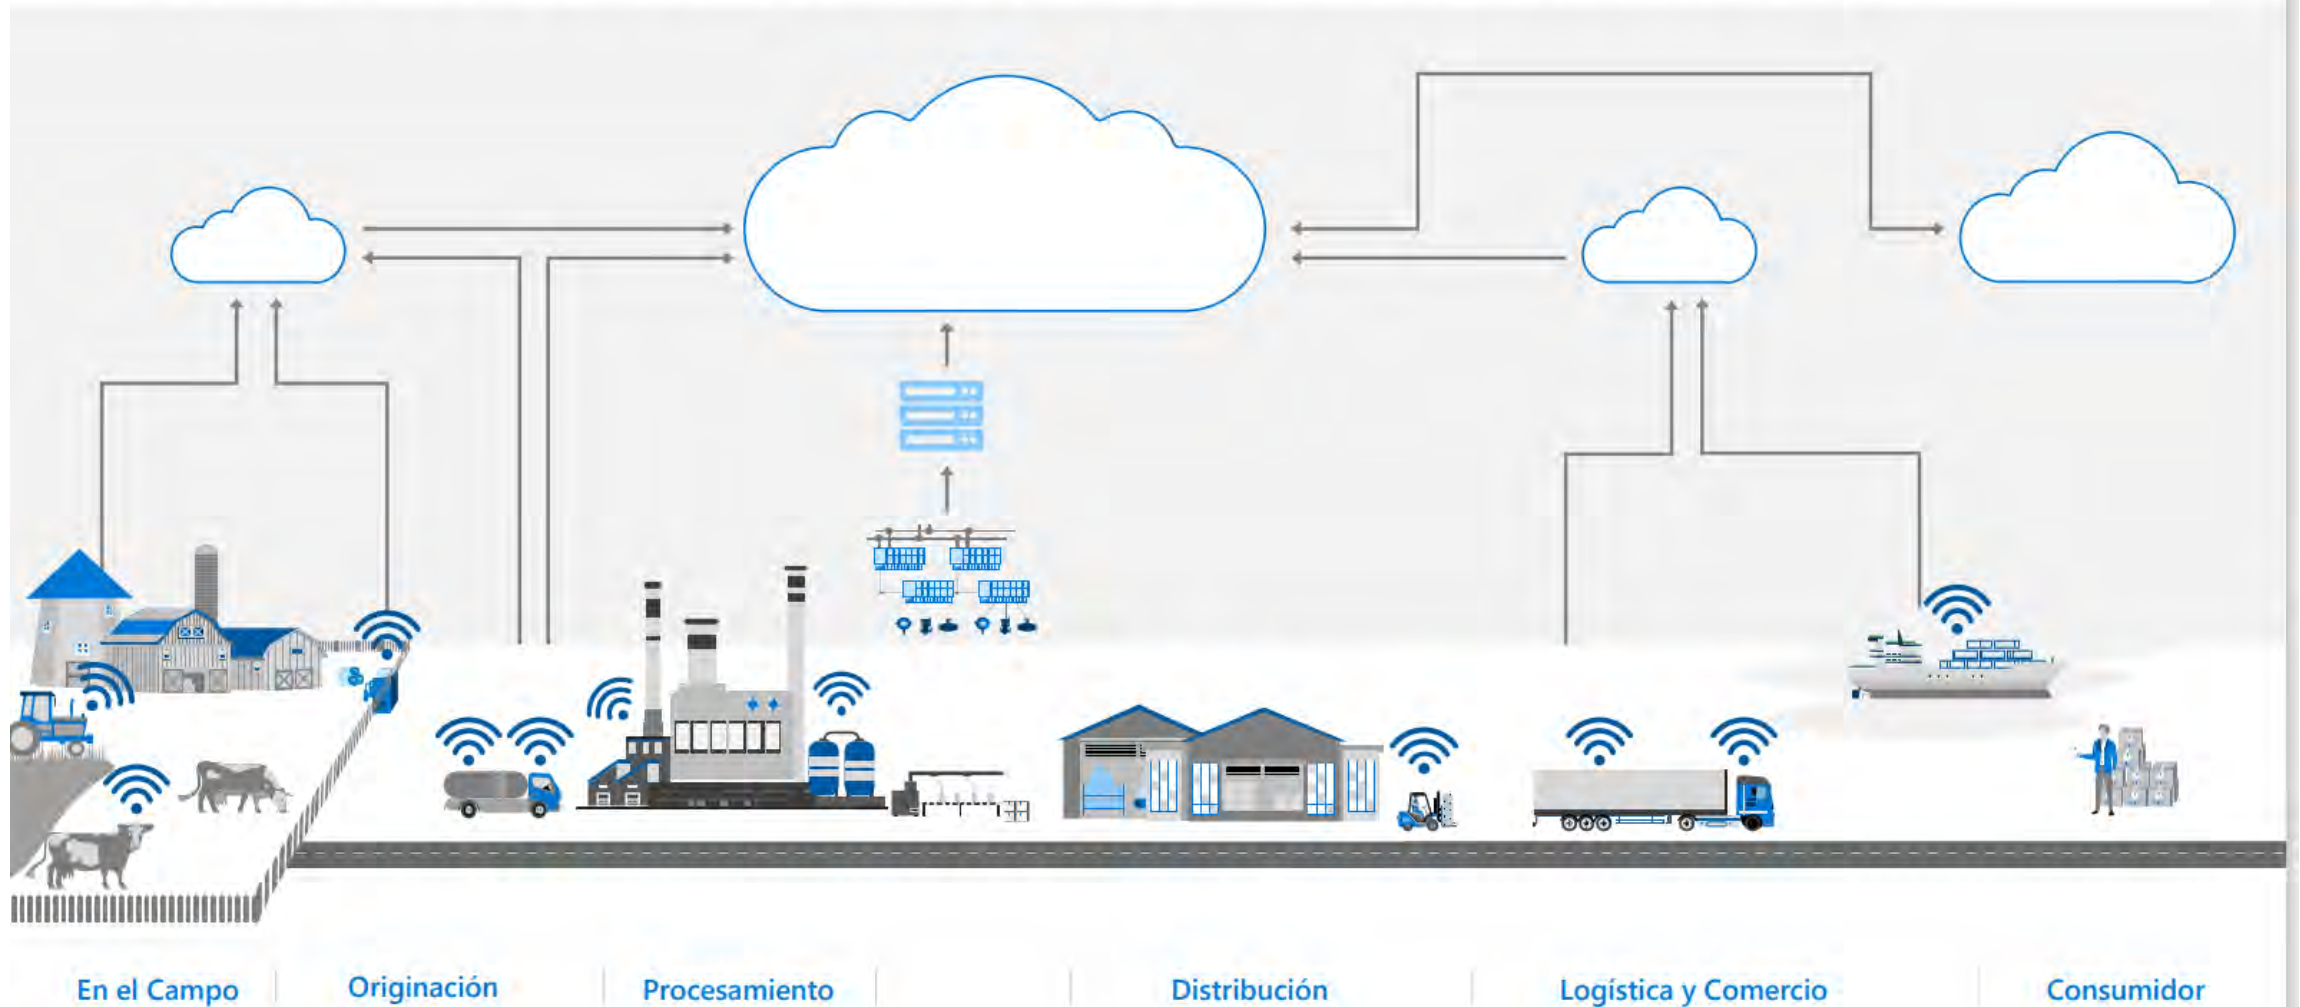 En el Campo
Originación
Procesamiento
Distribución
Logística y Comercio
Consumidor